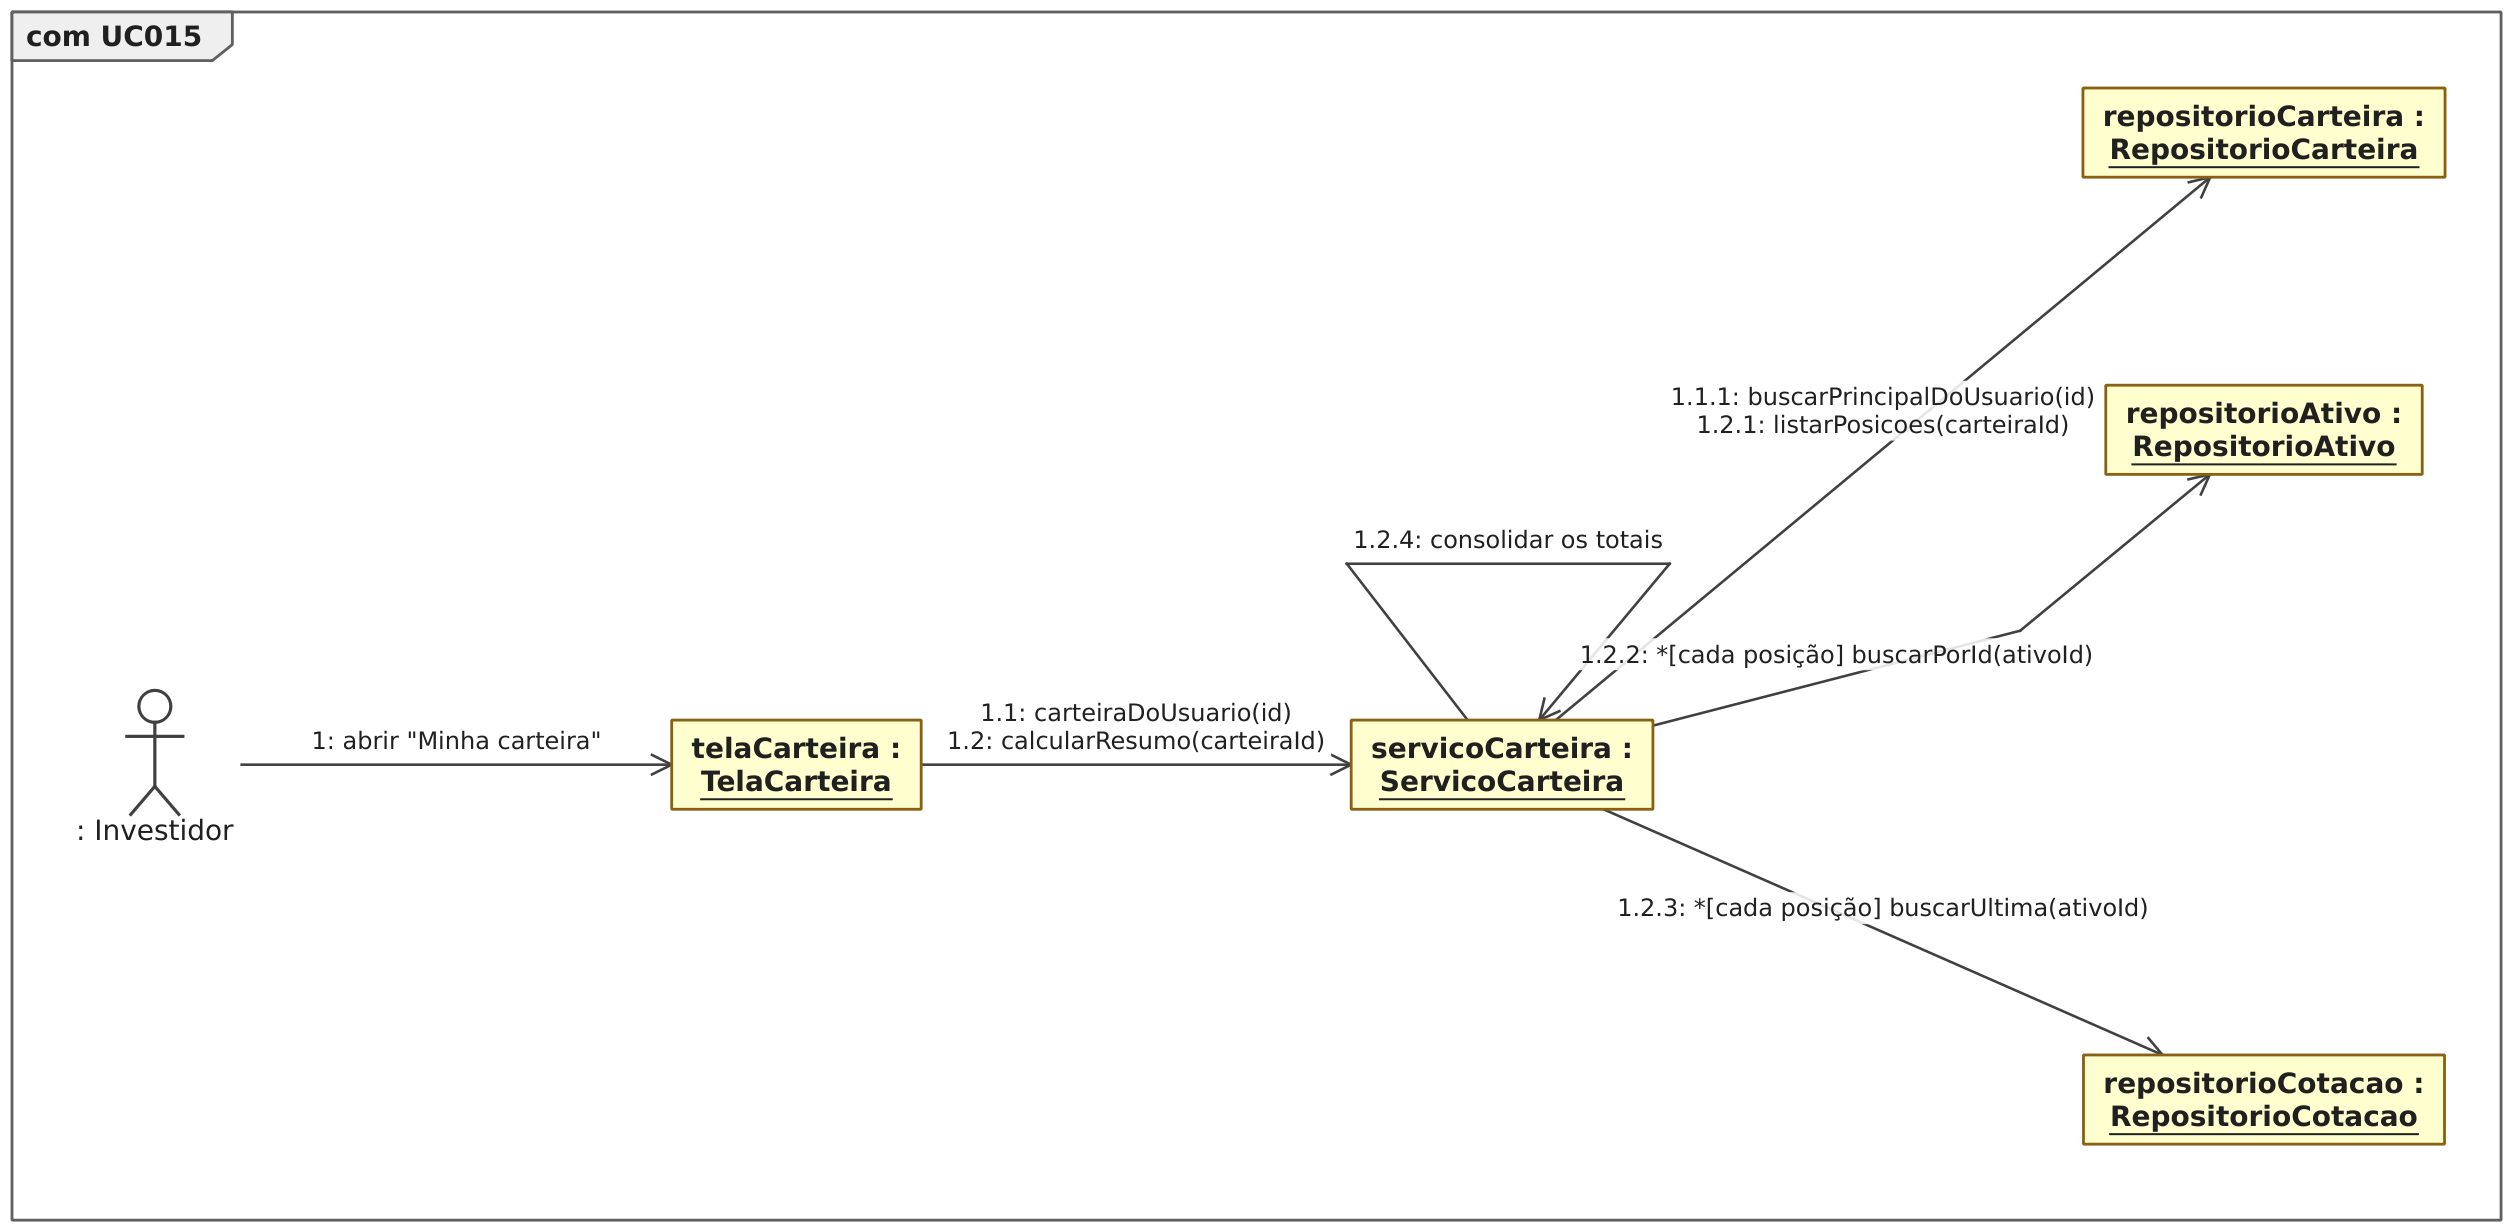 com UC015
repositorioCarteira :
RepositorioCarteira
1.1.1: buscarPrincipalDoUsuario(id)
1.2.1: listarPosicoes(carteiraId)
repositorioAtivo :
RepositorioAtivo
1.2.4: consolidar os totais
1.2.2: *[cada posição] buscarPorId(ativoId)
: Investidor
1: abrir "Minha carteira"
telaCarteira :
TelaCarteira
1.1: carteiraDoUsuario(id)
1.2: calcularResumo(carteiraId)
servicoCarteira :
ServicoCarteira
1.2.3: *[cada posição] buscarUltima(ativoId)
repositorioCotacao :
RepositorioCotacao